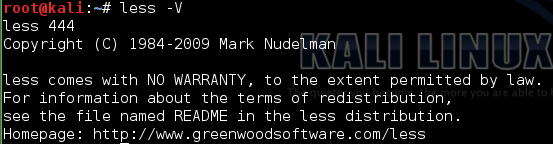 root@kali:~# less -V
less 444
Copyright (C) 1984-2009 Mark Nudelman
KALI LINUX
less comes with NO WARRANTY, to the extent permitted by law.
For information about the terms of redistribution,
see the file named README in the less distribution.
Homepage: http://www.greenwoodsoftware.com/less